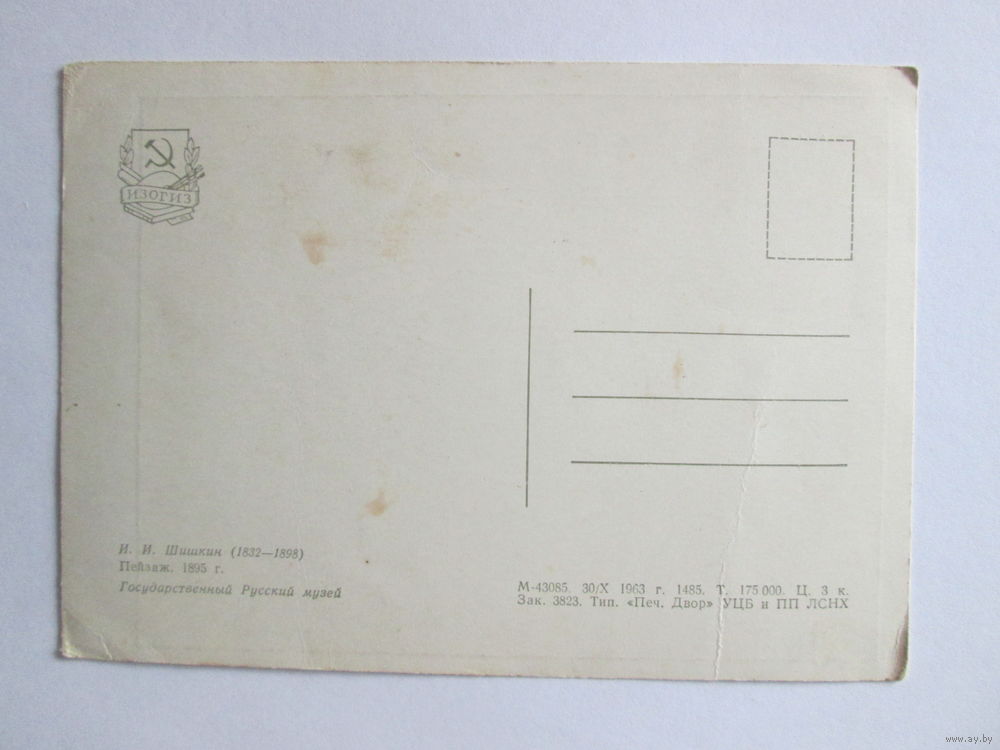 ИЗОГИЗ
И. И. Шишкин (1832—1898)
Пейзаж. 1895 г.
Государственный Русский музей
М-43085. 30/X 1963 г. 1485. Т. 175 000. Ц. 3 к.
Зак. 3823. Тип. «Печ. Двор» УЦБ и ПП ЛСНХ
www.ay.by